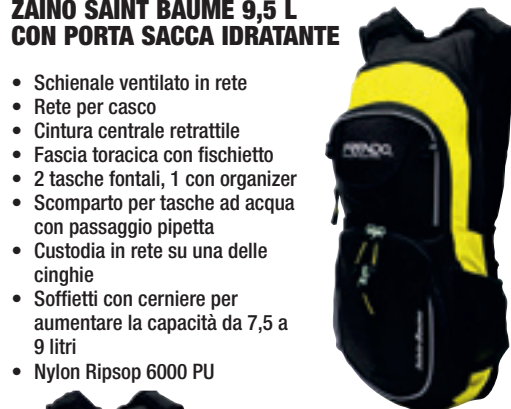 ZAINO SAINT BAUME 9,5 L
CON PORTA SACCA IDRATANTE
• Schienale ventilato in rete
• Rete per casco
• Cintura centrale retrattile
• Fascia toracica con fischietto
• 2 tasche fontali, 1 con organizer
• Scomparto per tasche ad acqua
con passaggio pipetta
• Custodia in rete su una delle
cinghie
• Soffietti con cerniere per
aumentare la capacità da 7,5 a
9 litri
• Nylon Ripsop 6000 PU